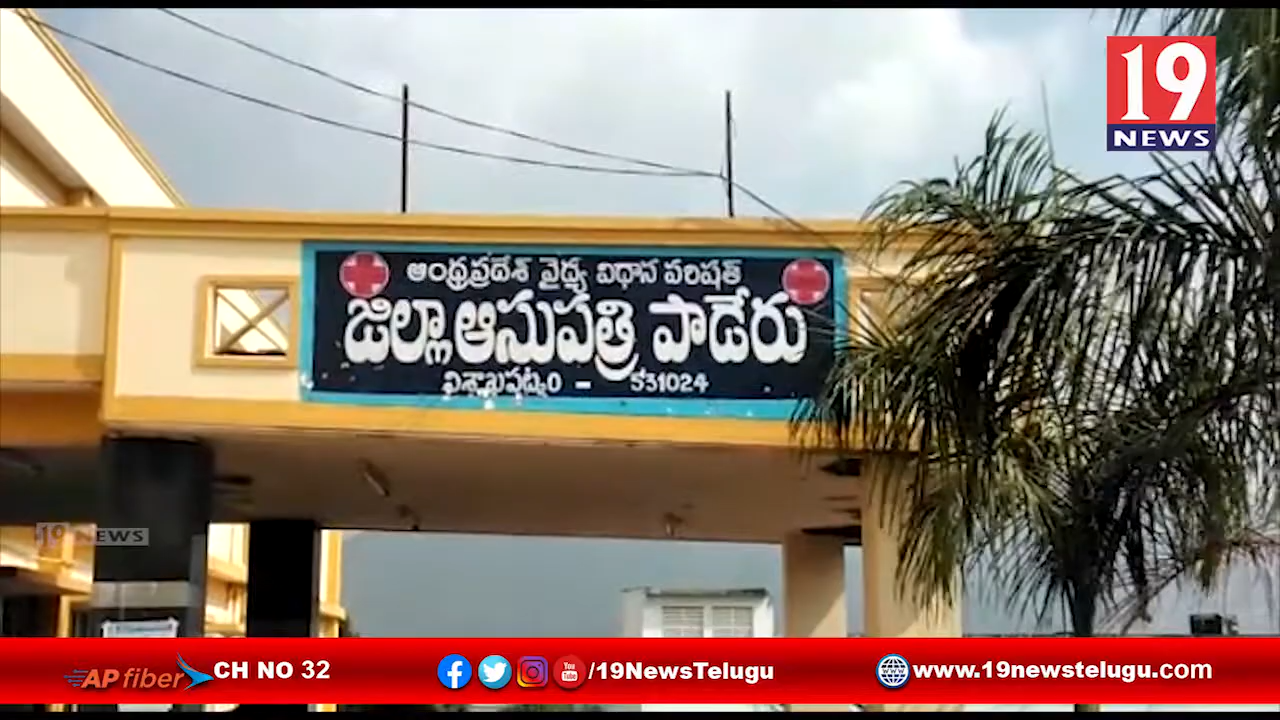 19
NEWS
ఆంధ్రప్రదేశ్ వైద్య విధాన పరిషత్
జిల్లా ఆసుపత్రి పాడేరు
విశాఖపట్నం - 531024
19 NEWS
AP fiber CH NO 32
/19NewsTelugu
www.19newstelugu.com